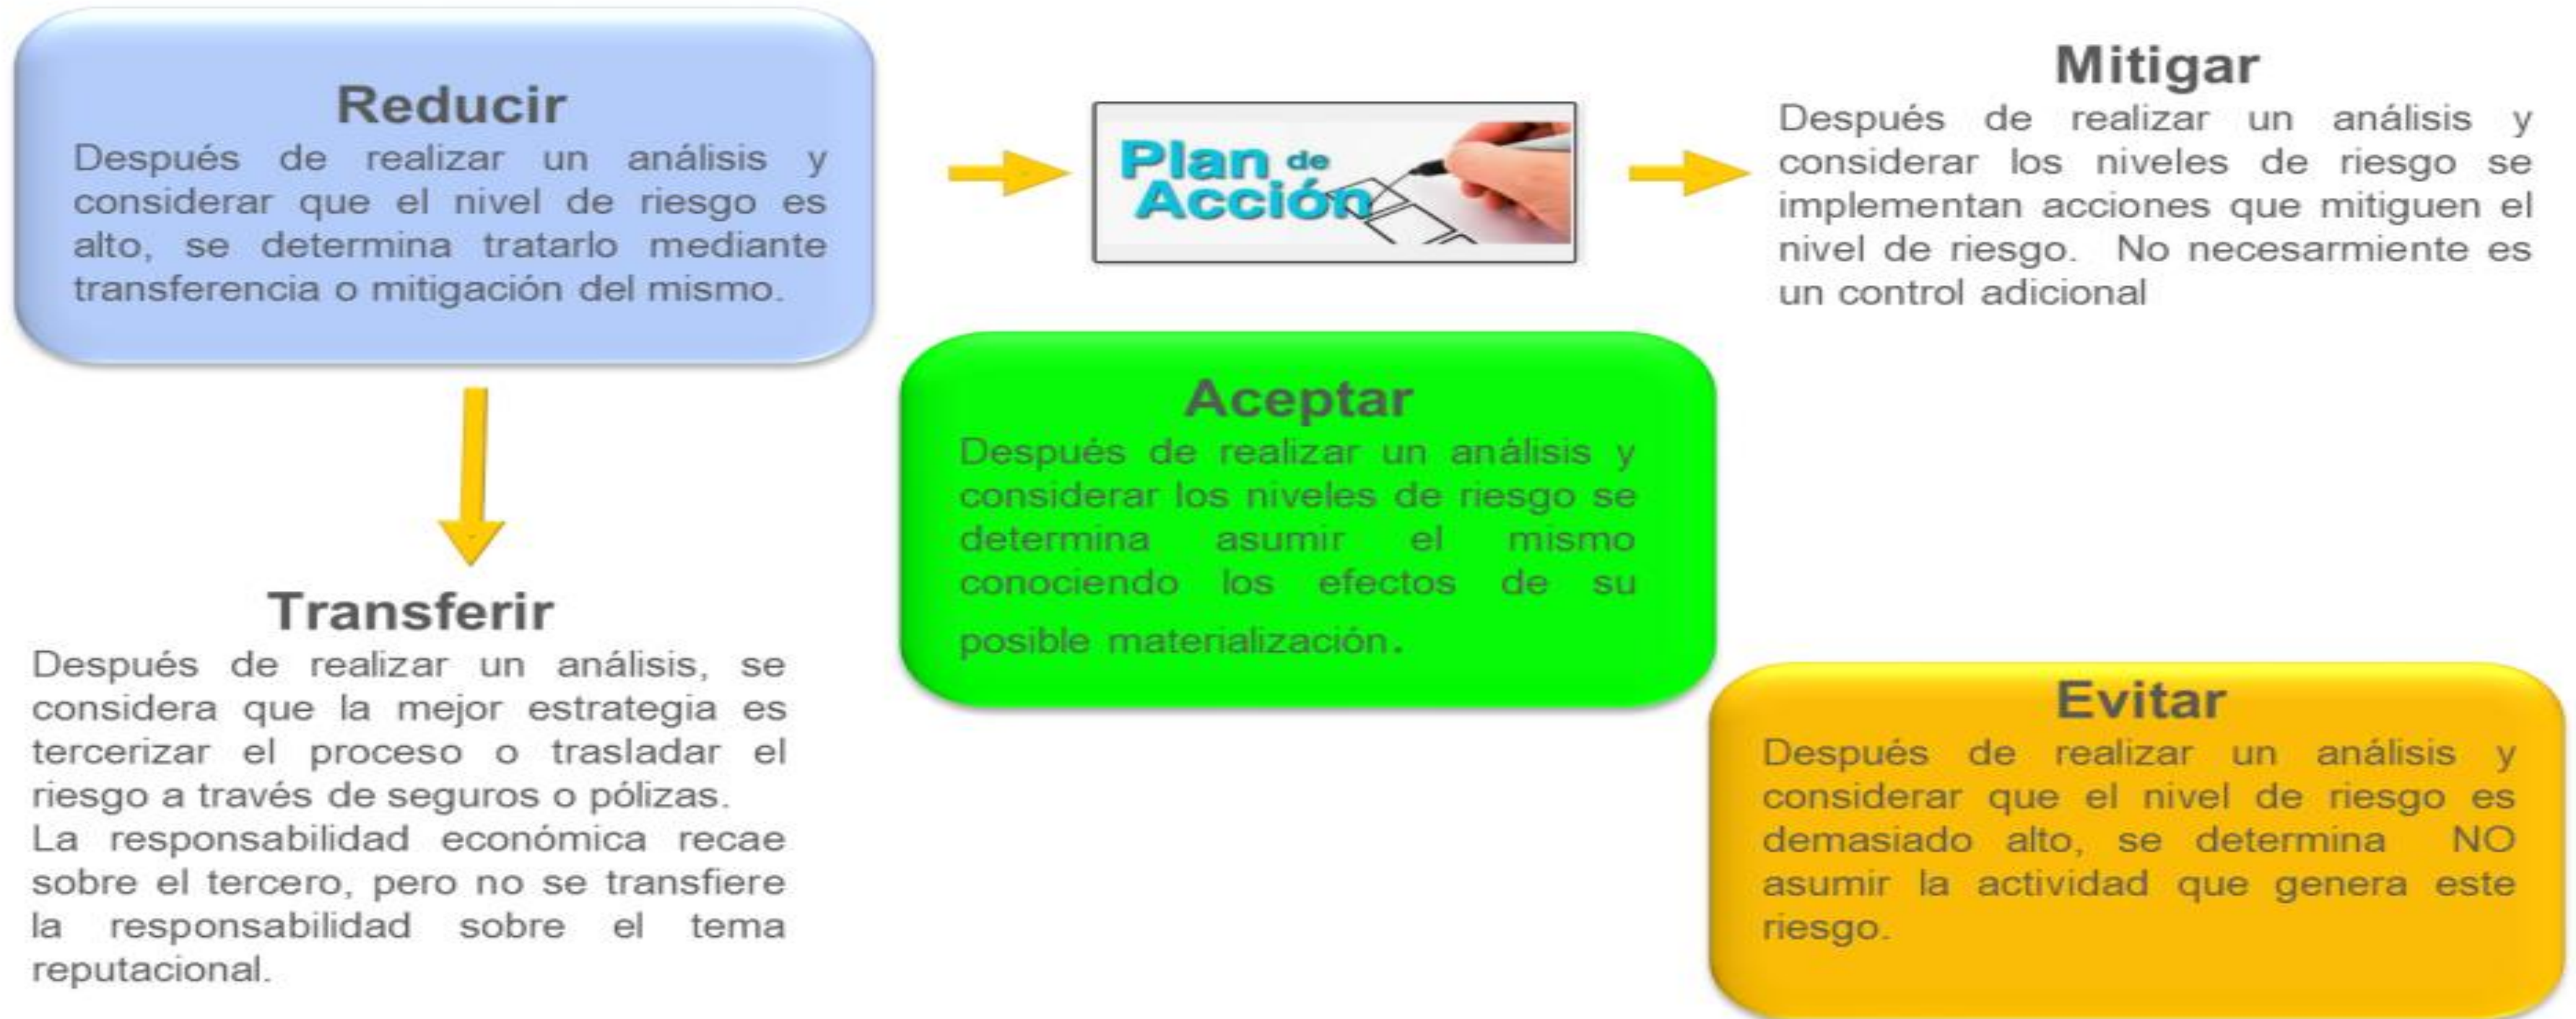 Reducir
Después de realizar un análisis y
considerar que el nivel de riesgo es
alto, se determina tratarlo mediante
transferencia o mitigación del mismo.
Plan de
Acción
Mitigar
Después de realizar un análisis y
considerar los niveles de riesgo se
implementan acciones que mitiguen el
nivel de riesgo. No necesarmiente es
un control adicional
Aceptar
Después de realizar un análisis y
considerar los niveles de riesgo se
determina asumir el mismo
conociendo los efectos de su
posible materialización.
Transferir
Después de realizar un análisis, se
considera que la mejor estrategia es
tercerizar el proceso o trasladar el
riesgo a través de seguros o pólizas.
La responsabilidad económica recae
sobre el tercero, pero no se transfiere
la responsabilidad sobre el tema
reputacional.
Evitar
Después de realizar un análisis y
considerar que el nivel de riesgo es
demasiado alto, se determina NO
asumir la actividad que genera este
riesgo.